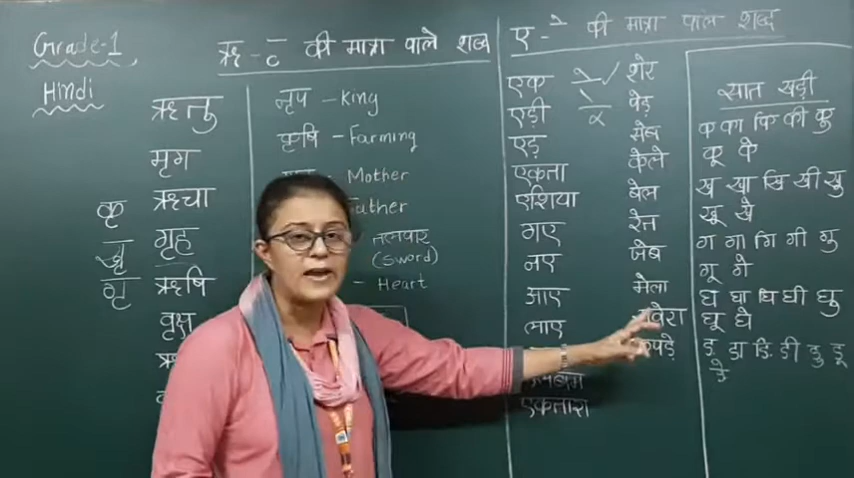 Grade-1
Hindi
ऋ - ृ की मात्रा वाले शब्द
ऋतु
मृग
ऋचा
गृह
ऋषि
वृक्ष
कृ
खृ
गृ
नृप - King
कृषि - Farming
- Mother
Father
तलवार
(Sword)
- Heart
ए - े की मात्रा वाले शब्द
एक
एड़ी
एड़
एकता
एशिया
गए
नए
आए
लाए
एकतारा
शेर
पेड़
सेब
केले
बेल
रेल
जेब
मेला
सवेरा
कपड़े
सात खड़ी
क का कि की कु
कू के
ख खा खि खी खु
खू खे
ग गा गि गी गु
गू गे
घ घा घि घी घु
घू घे
ङ ङा ङि ङी ङु ङू
ङे